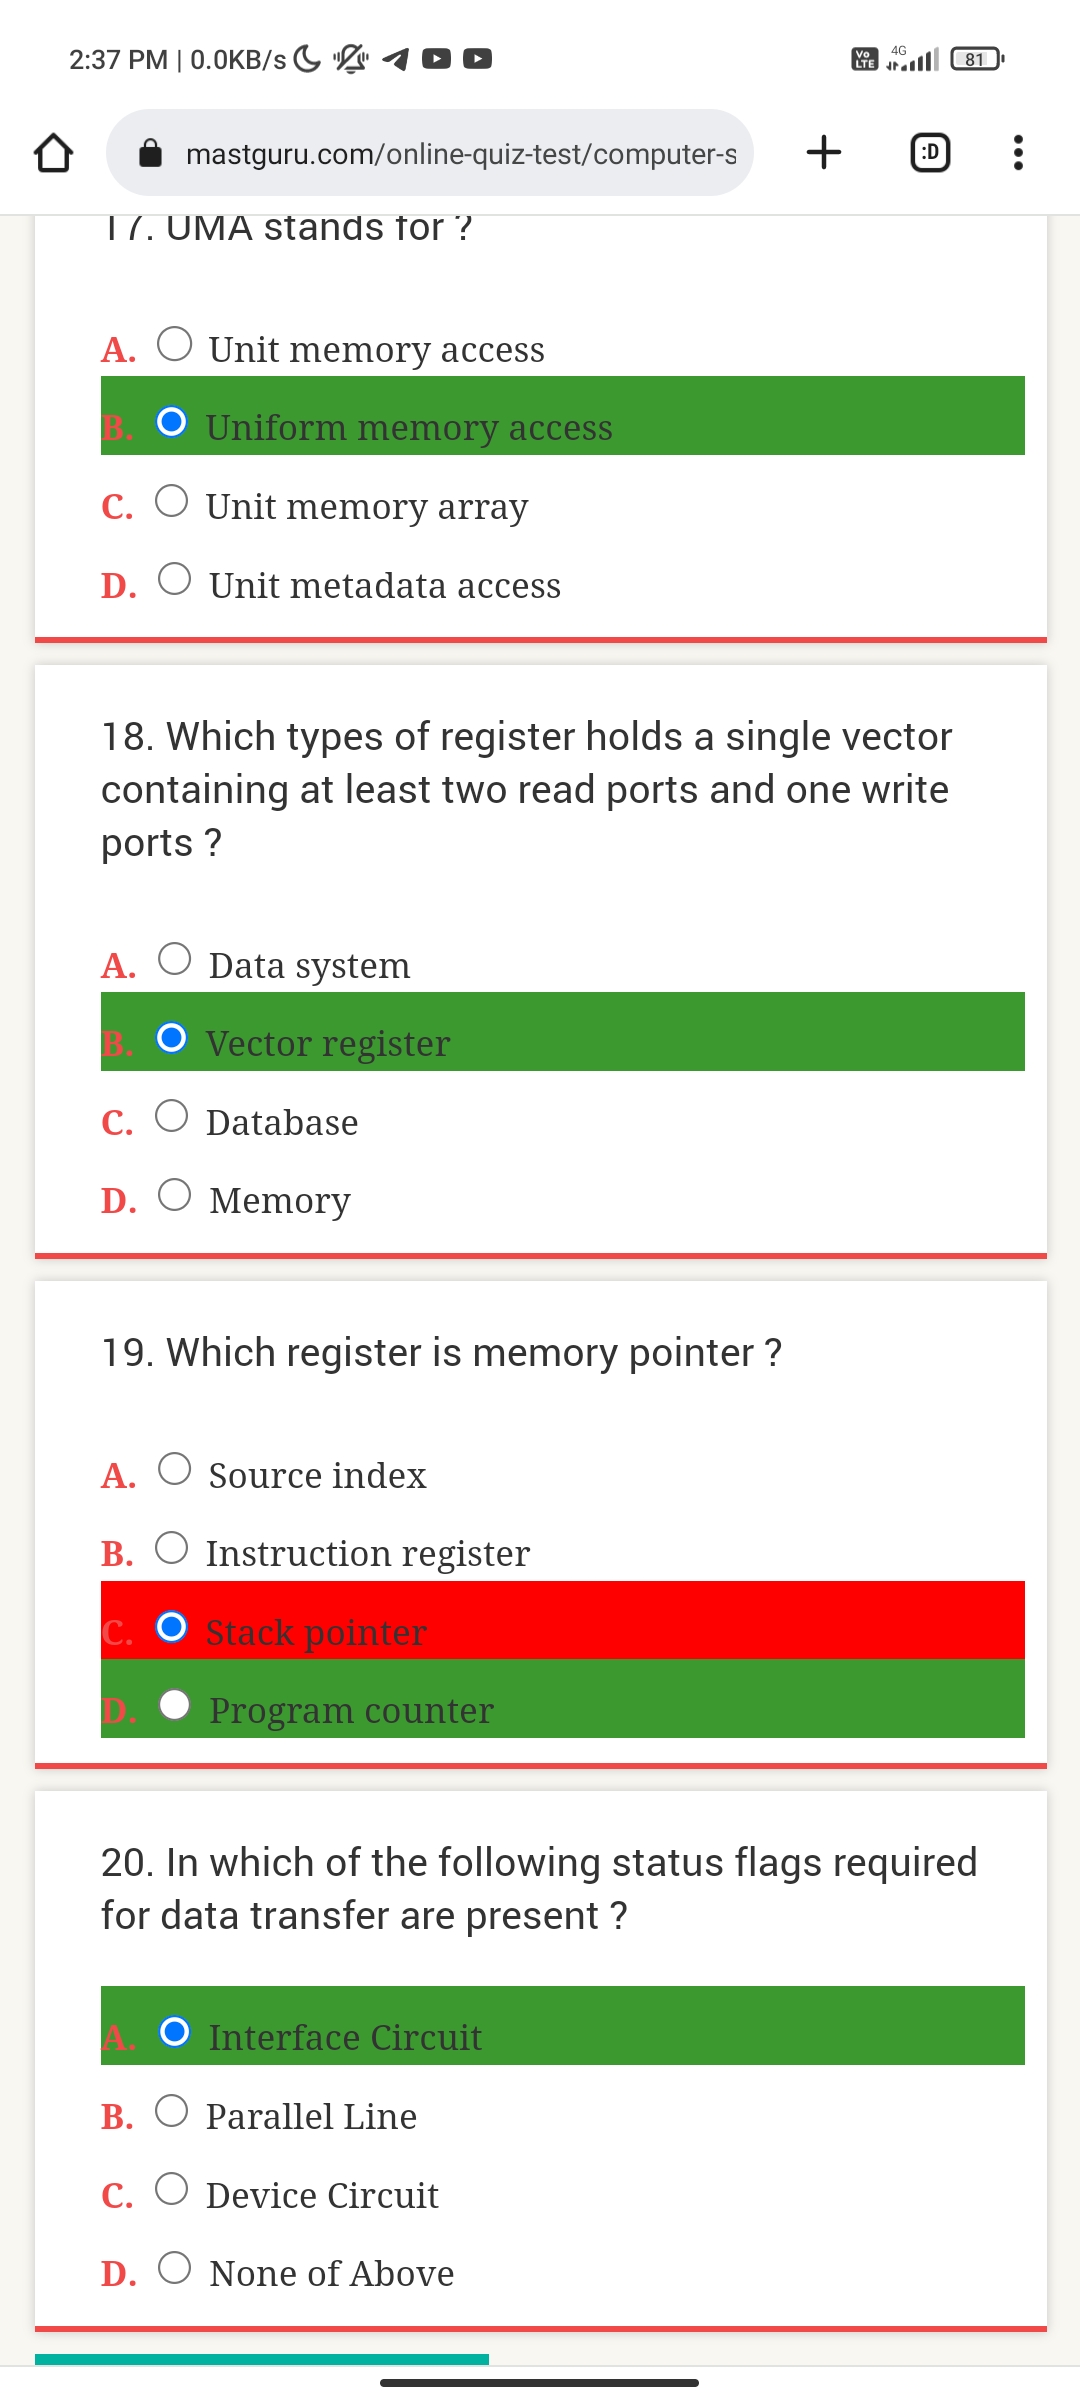 2:37 PM | 0.0KB/s
Vo LTE 4G 81
mastguru.com/online-quiz-test/computer-s
:D
17. UMA stands for ?
A. Unit memory access
B. Uniform memory access
C. Unit memory array
D. Unit metadata access
18. Which types of register holds a single vector
containing at least two read ports and one write
ports ?
A. Data system
B. Vector register
C. Database
D. Memory
19. Which register is memory pointer ?
A. Source index
B. Instruction register
C. Stack pointer
D. Program counter
20. In which of the following status flags required
for data transfer are present ?
A. Interface Circuit
B. Parallel Line
C. Device Circuit
D. None of Above